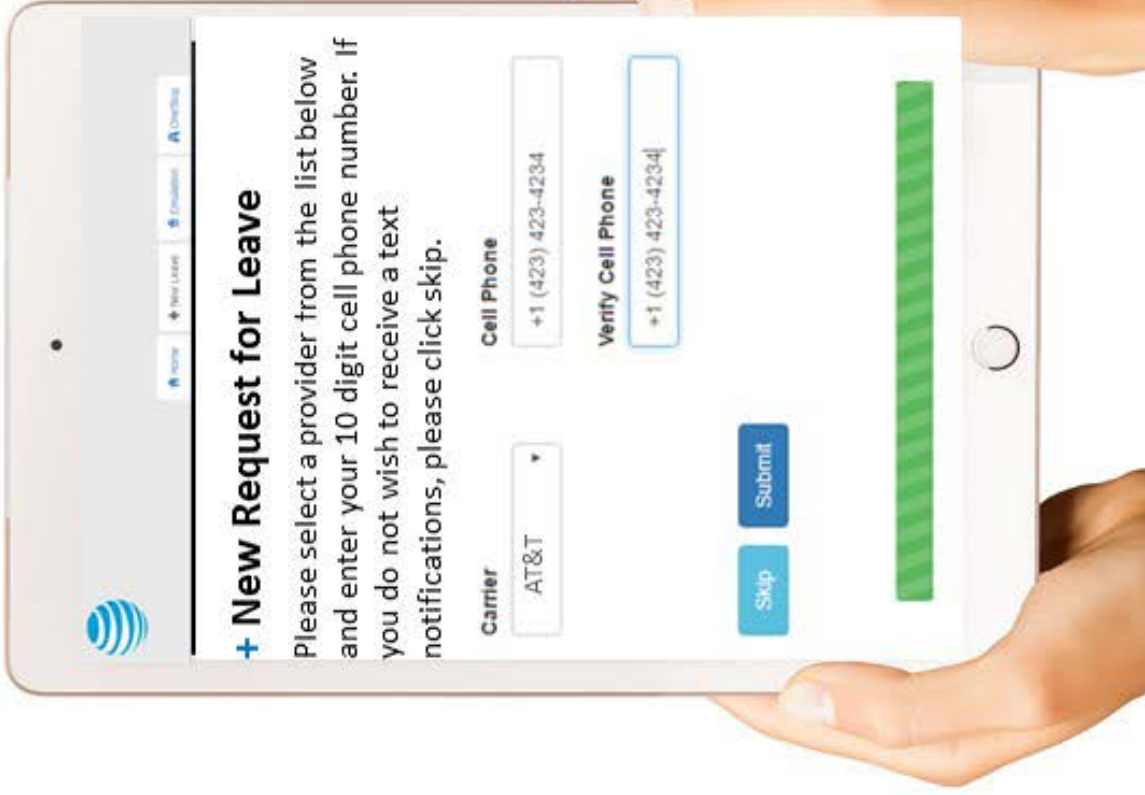 Home
New Leave
Emulation
OneStop
+ New Request for Leave
Please select a provider from the list below
and enter your 10 digit cell phone number. If
you do not wish to receive a text
notifications, please click skip.
Carrier
Cell Phone
AT&T
+1 (423) 423-4234
Verify Cell Phone
+1 (423) 423-4234
Skip
Submit